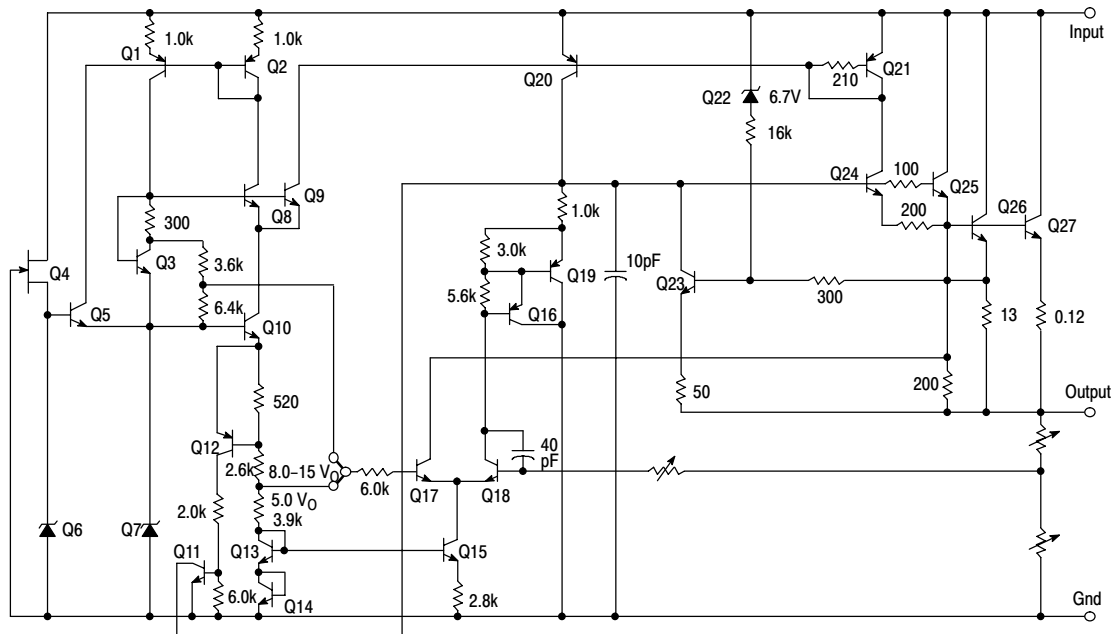 Input
1.0k
1.0k
Q1
Q2
Q20
Q21
210
Q22
6.7V
16k
Q24
100
Q25
Q9
Q8
Q26
Q27
300
1.0k
200
Q3
3.0k
Q4
3.6k
10pF
Q19
Q23
5.6k
300
6.4k
Q5
Q10
Q16
13
0.12
520
50
200
Output
Q12
40
pF
2.6k
8.0–15 VO
6.0k
Q17
Q18
5.0 VO
2.0k
3.9k
Q6
Q7
Q11
Q13
Q15
6.0k
Q14
2.8k
Gnd